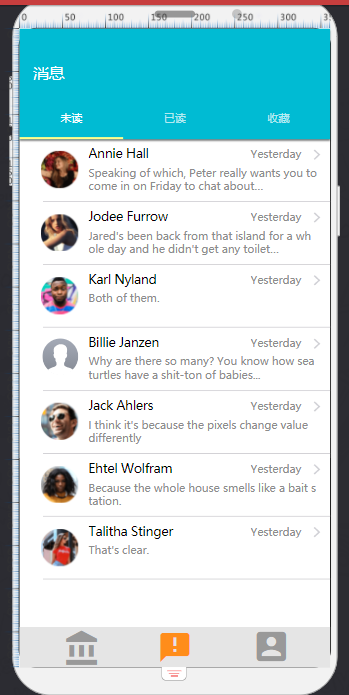 0 50 100 150 200 250 300 35
消息
未读 已读 收藏
Annie Hall Yesterday
Speaking of which, Peter really wants you to
come in on Friday to chat about...
Jodee Furrow Yesterday
Jared's been back from that island for a wh
ole day and he didn't get any toilet...
Karl Nyland Yesterday
Both of them.
Billie Janzen Yesterday
Why are there so many? You know how sea
turtles have a shit-ton of babies...
Jack Ahlers Yesterday
I think it's because the pixels change value
differently
Ehtel Wolfram Yesterday
Because the whole house smells like a bait s
tation.
Talitha Stinger Yesterday
That's clear.